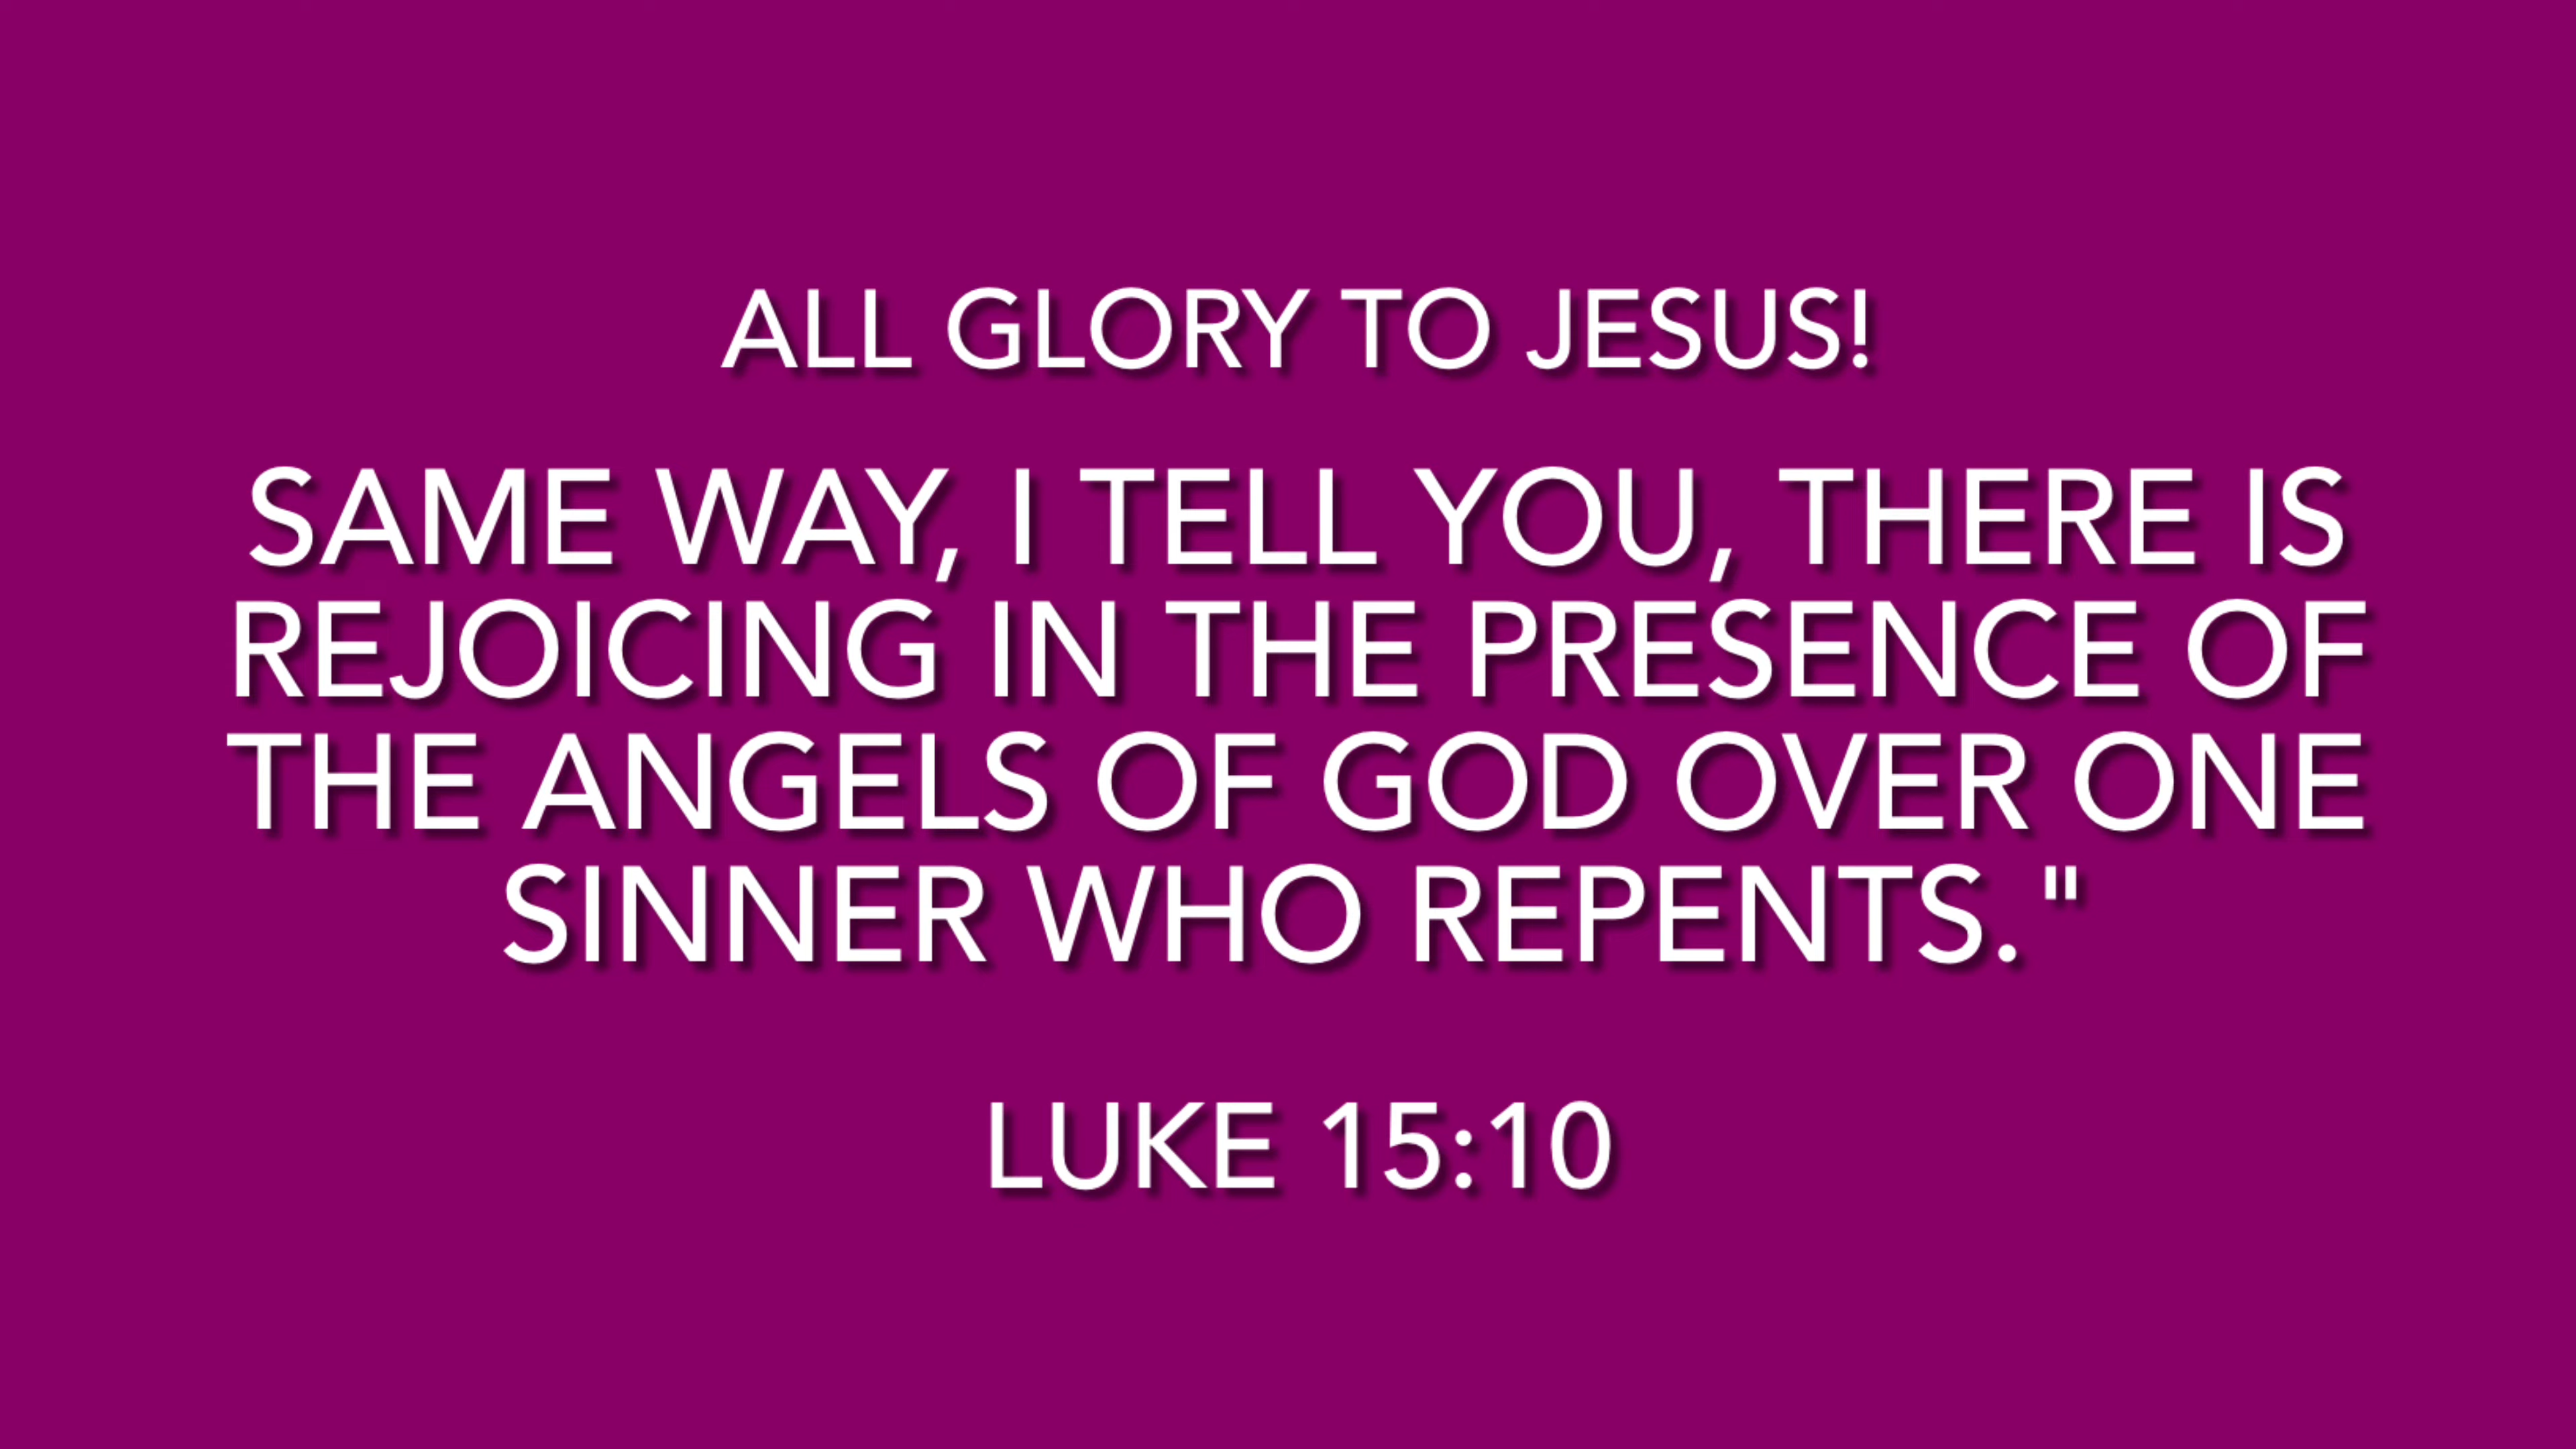 ALL GLORY TO JESUS!
SAME WAY, I TELL YOU, THERE IS
REJOICING IN THE PRESENCE OF
THE ANGELS OF GOD OVER ONE
SINNER WHO REPENTS."
LUKE 15:10